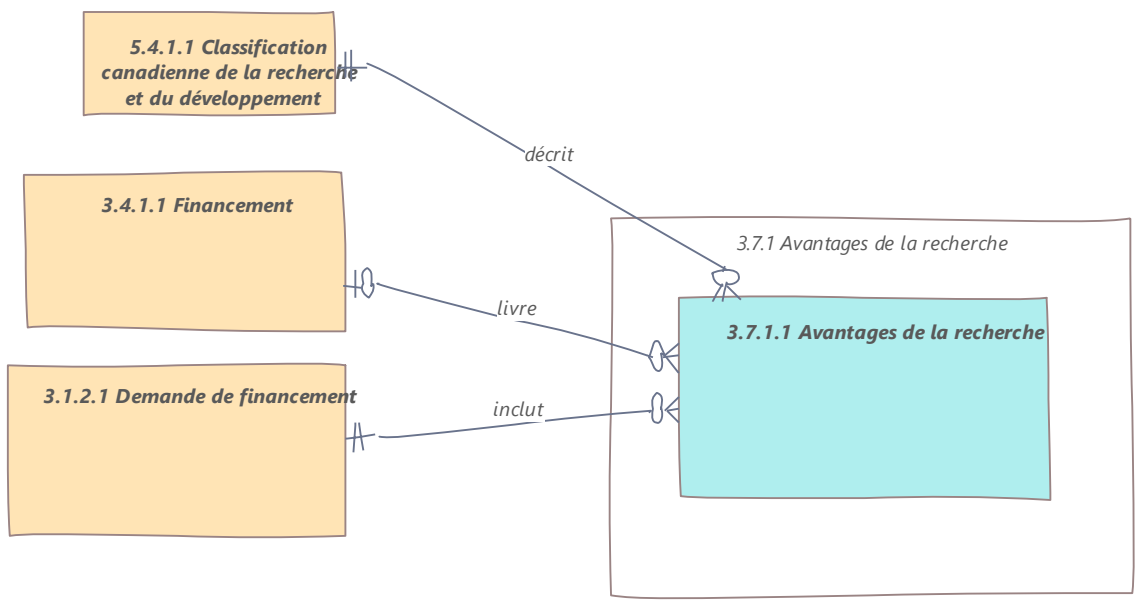 5.4.1.1 Classification
canadienne de la recherche
et du développement
décrit
3.4.1.1 Financement
3.7.1 Avantages de la recherche
livre
3.7.1.1 Avantages de la recherche
3.1.2.1 Demande de financement
inclut